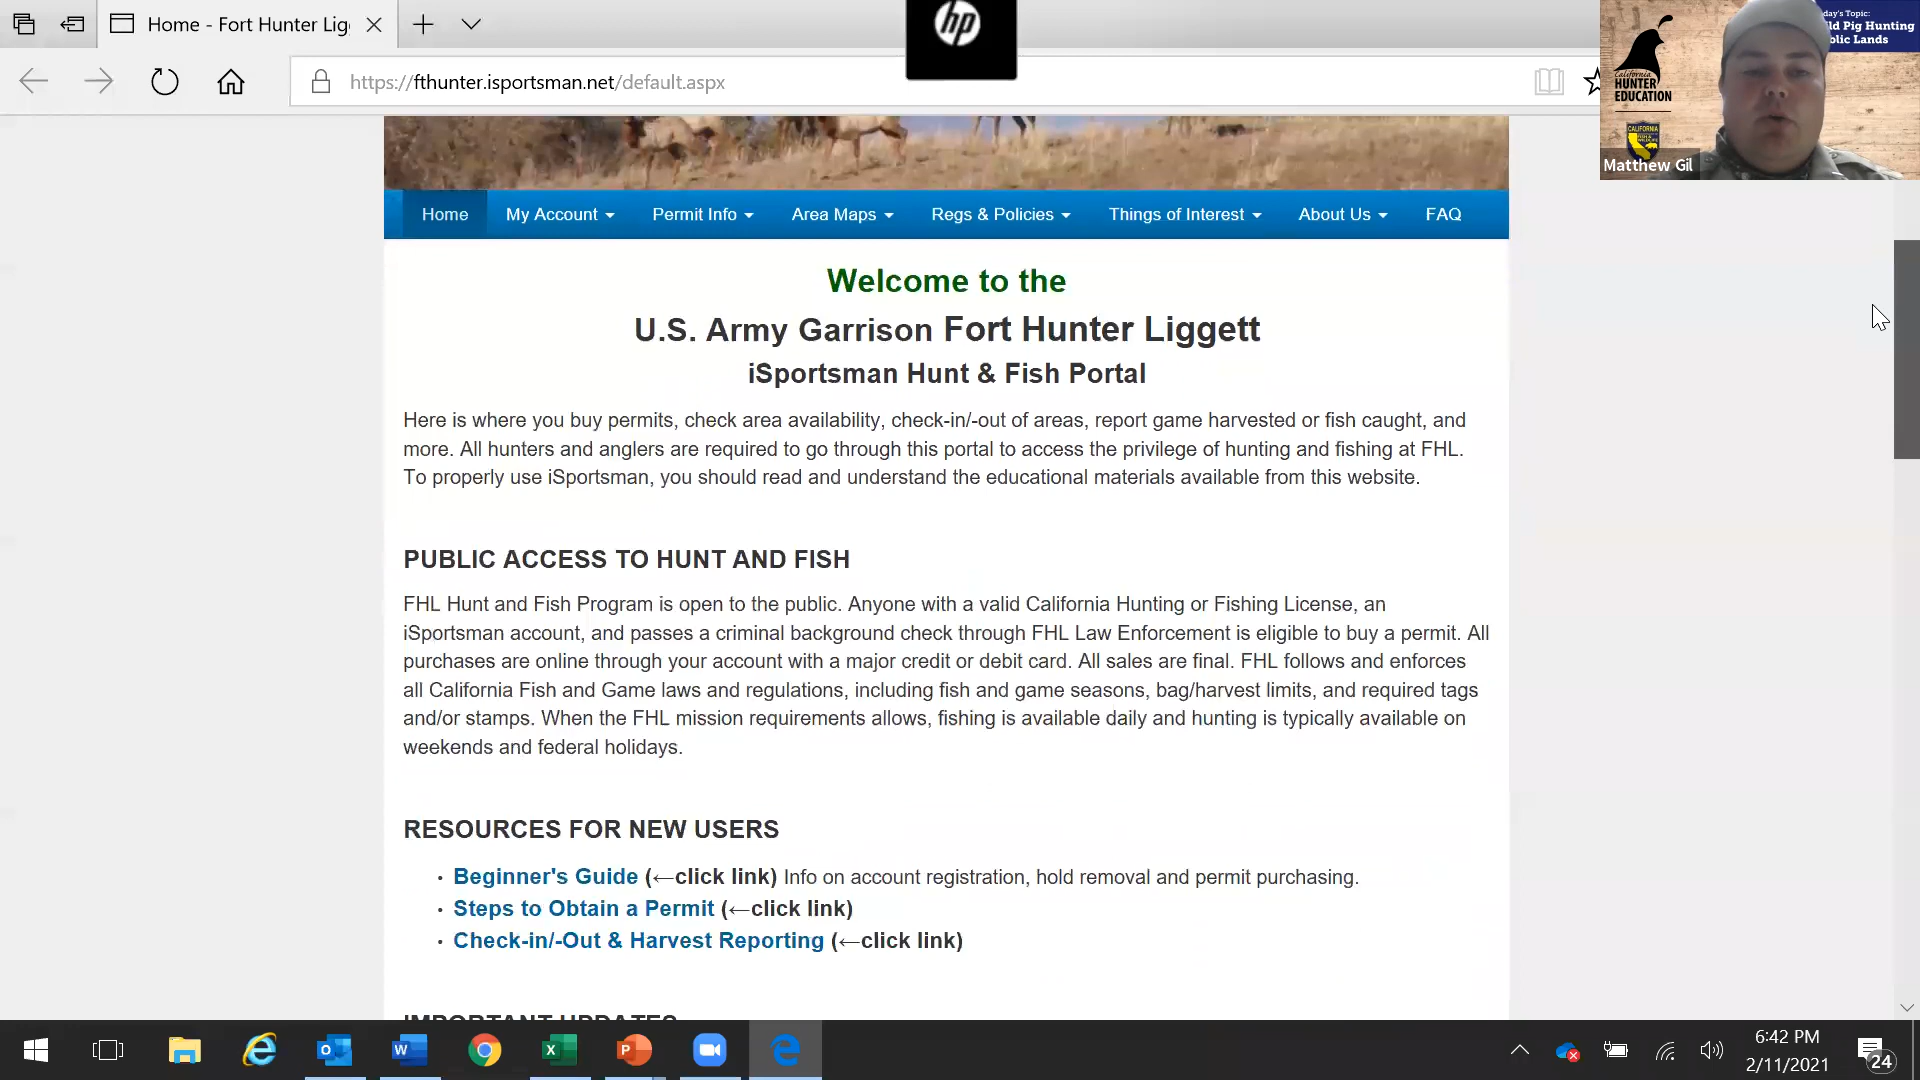 Home - Fort Hunter Lig
hp
https://fthunter.isportsman.net/default.aspx
day's Topic:
ld Pig Hunting
blic Lands
California
HUNTER
EDUCATION
CALIFORNIA
Matthew Gil
Home My Account Permit Info Area Maps Regs & Policies Things of Interest About Us FAQ
Welcome to the
U.S. Army Garrison Fort Hunter Liggett
iSportsman Hunt & Fish Portal
Here is where you buy permits, check area availability, check-in/-out of areas, report game harvested or fish caught, and
more. All hunters and anglers are required to go through this portal to access the privilege of hunting and fishing at FHL.
To properly use iSportsman, you should read and understand the educational materials available from this website.
PUBLIC ACCESS TO HUNT AND FISH
FHL Hunt and Fish Program is open to the public. Anyone with a valid California Hunting or Fishing License, an
iSportsman account, and passes a criminal background check through FHL Law Enforcement is eligible to buy a permit. All
purchases are online through your account with a major credit or debit card. All sales are final. FHL follows and enforces
all California Fish and Game laws and regulations, including fish and game seasons, bag/harvest limits, and required tags
and/or stamps. When the FHL mission requirements allows, fishing is available daily and hunting is typically available on
weekends and federal holidays.
RESOURCES FOR NEW USERS
• Beginner's Guide (←click link) Info on account registration, hold removal and permit purchasing.
• Steps to Obtain a Permit (←click link)
• Check-in/-Out & Harvest Reporting (←click link)
IMPORTANT UPDATES
6:42 PM
2/11/2021
24